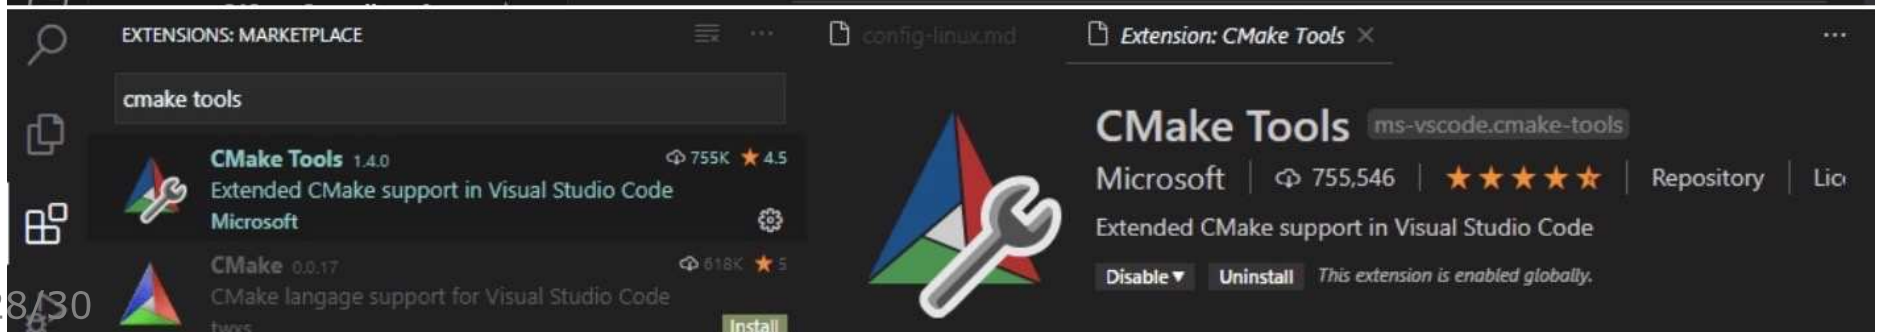 EXTENSIONS: MARKETPLACE
cmake tools
CMake Tools 1.4.0 755K 4.5
Extended CMake support in Visual Studio Code
Microsoft
CMake 0.0.17 618K 5
CMake langage support for Visual Studio Code
twxs Install
config-linux.md Extension: CMake Tools
CMake Tools ms-vscode.cmake-tools
Microsoft 755,546 Repository Lic
Extended CMake support in Visual Studio Code
Disable Uninstall This extension is enabled globally.
28/30